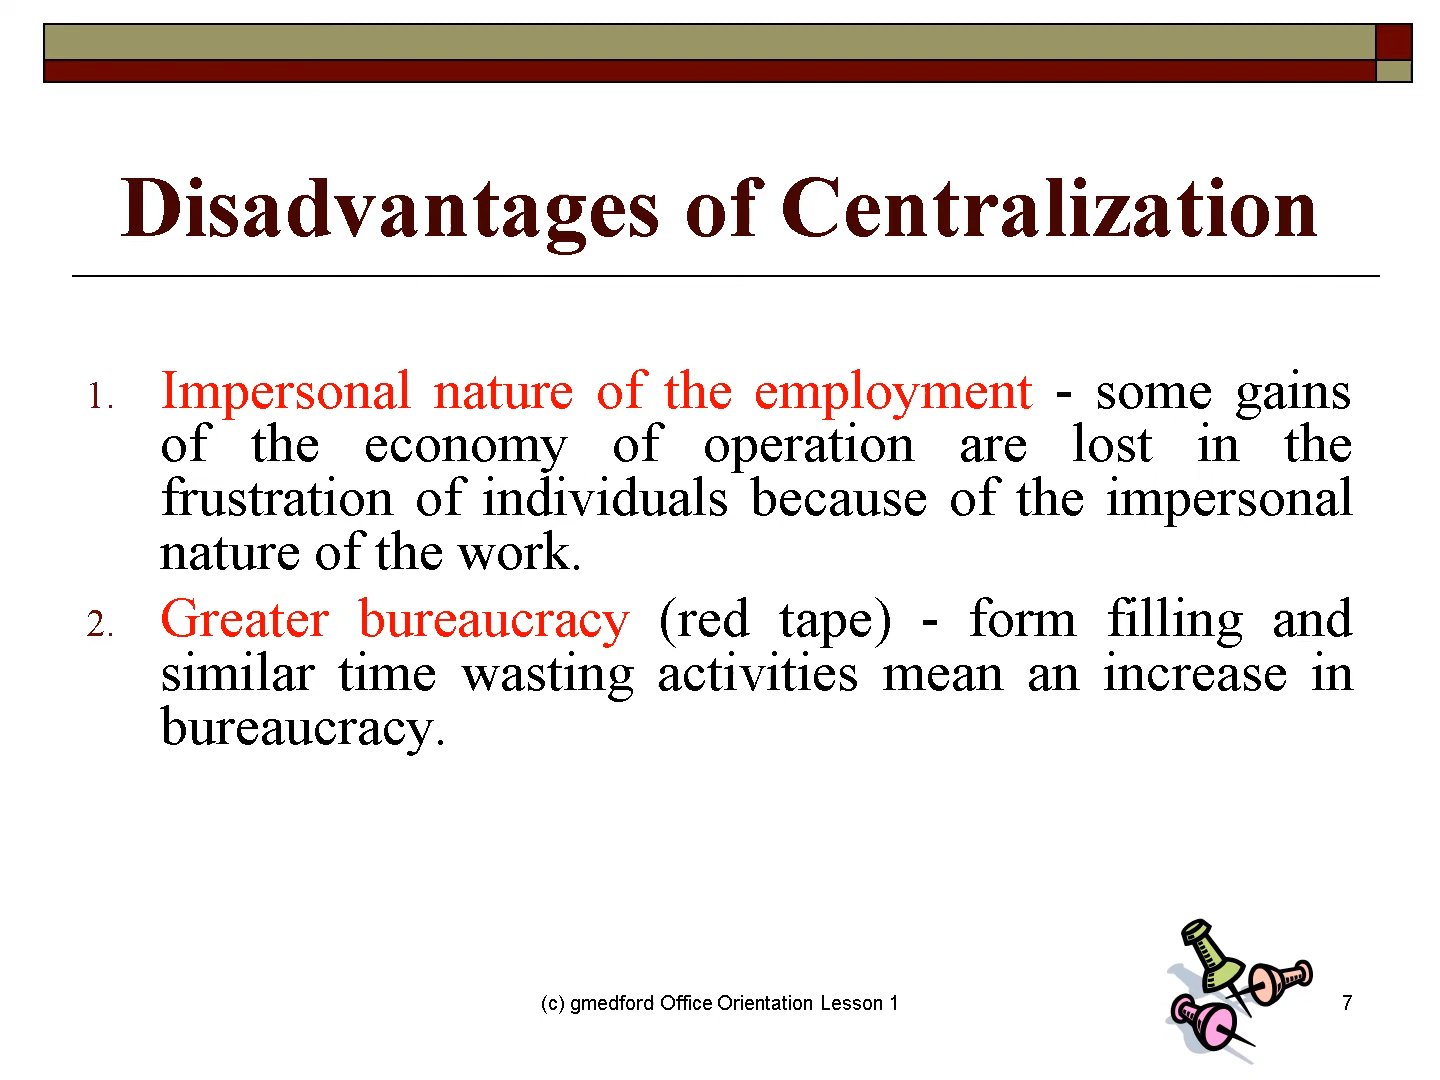 Disadvantages of Centralization
1. Impersonal nature of the employment - some gains
of the economy of operation are lost in the
frustration of individuals because of the impersonal
nature of the work.
2. Greater bureaucracy (red tape) - form filling and
similar time wasting activities mean an increase in
bureaucracy.
(c) gmedford Office Orientation Lesson 1
7